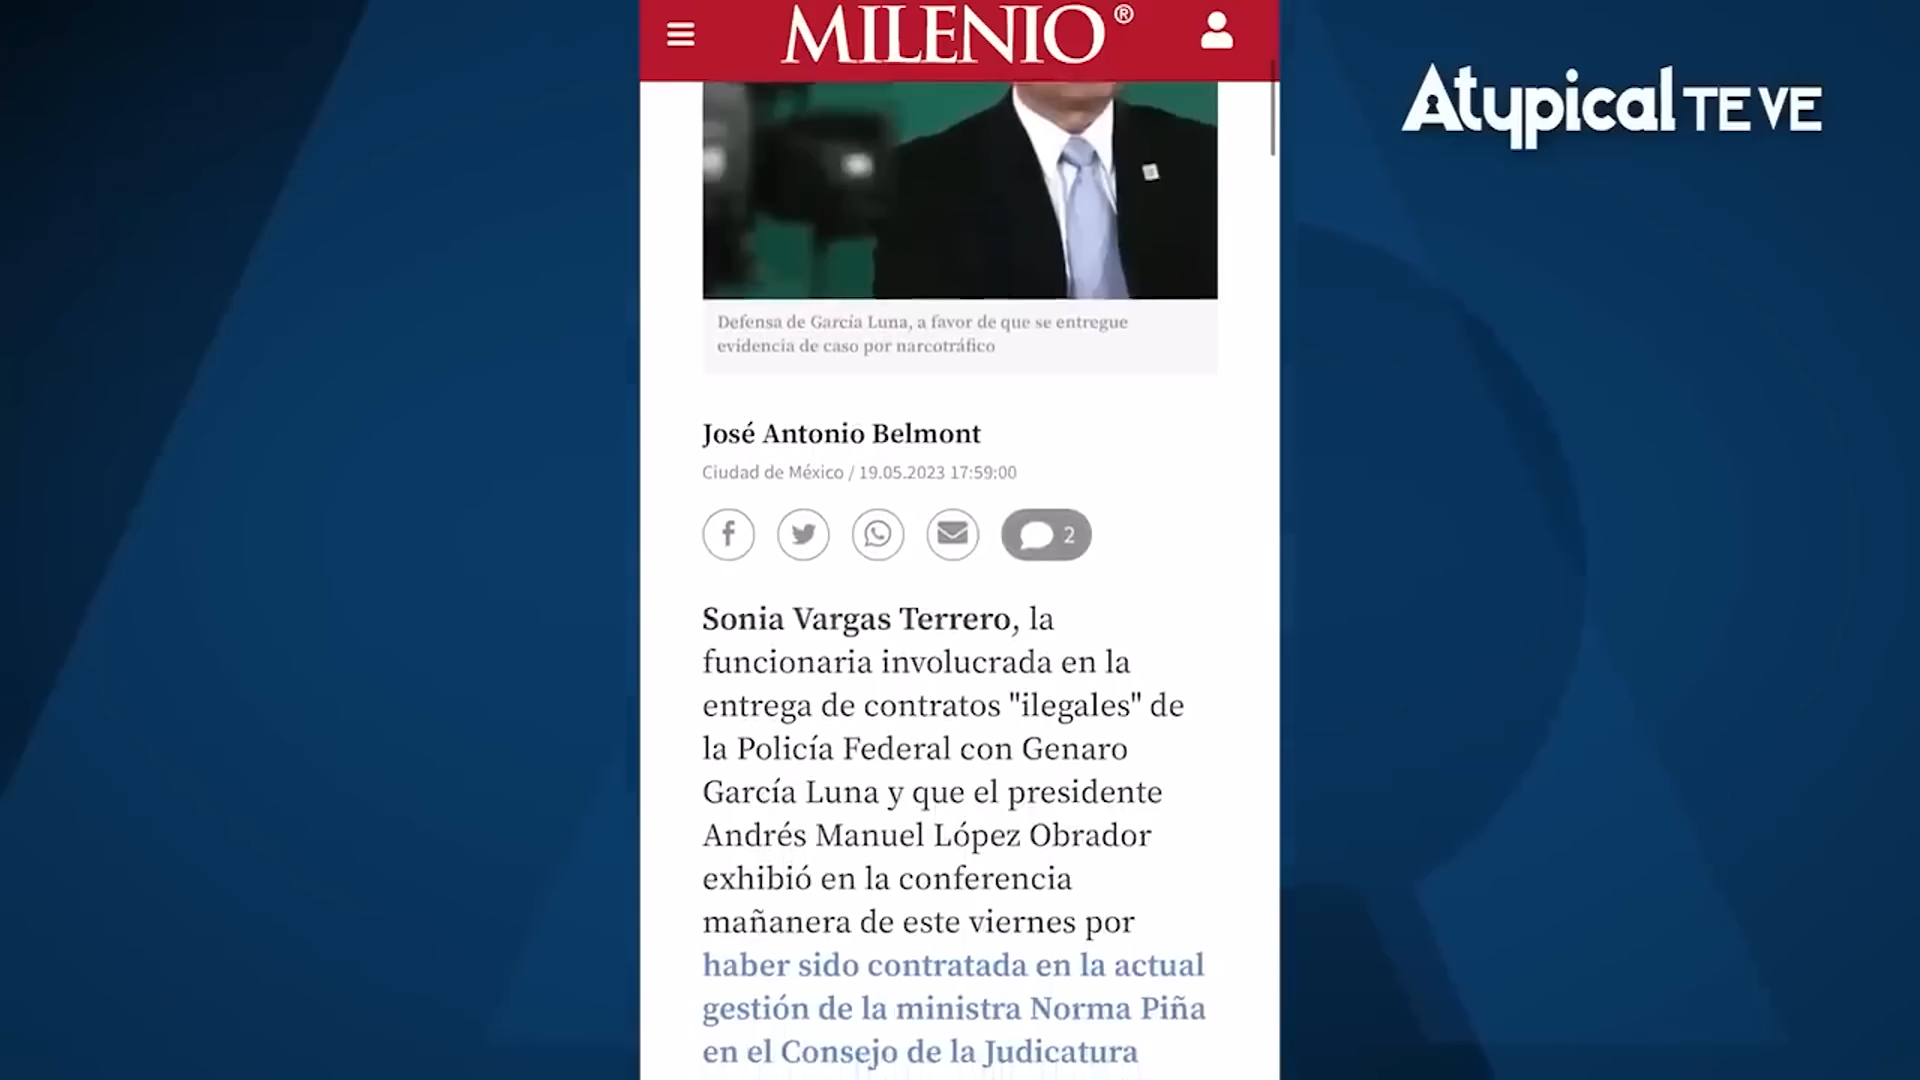 MILENIO®
Atypical TE VE
Defensa de García Luna, a favor de que se entregue
evidencia de caso por narcotráfico
José Antonio Belmont
Ciudad de México / 19.05.2023 17:59:00
2
Sonia Vargas Terrero, la
funcionaria involucrada en la
entrega de contratos "ilegales" de
la Policía Federal con Genaro
García Luna y que el presidente
Andrés Manuel López Obrador
exhibió en la conferencia
mañanera de este viernes por
haber sido contratada en la actual
gestión de la ministra Norma Piña
en el Consejo de la Judicatura